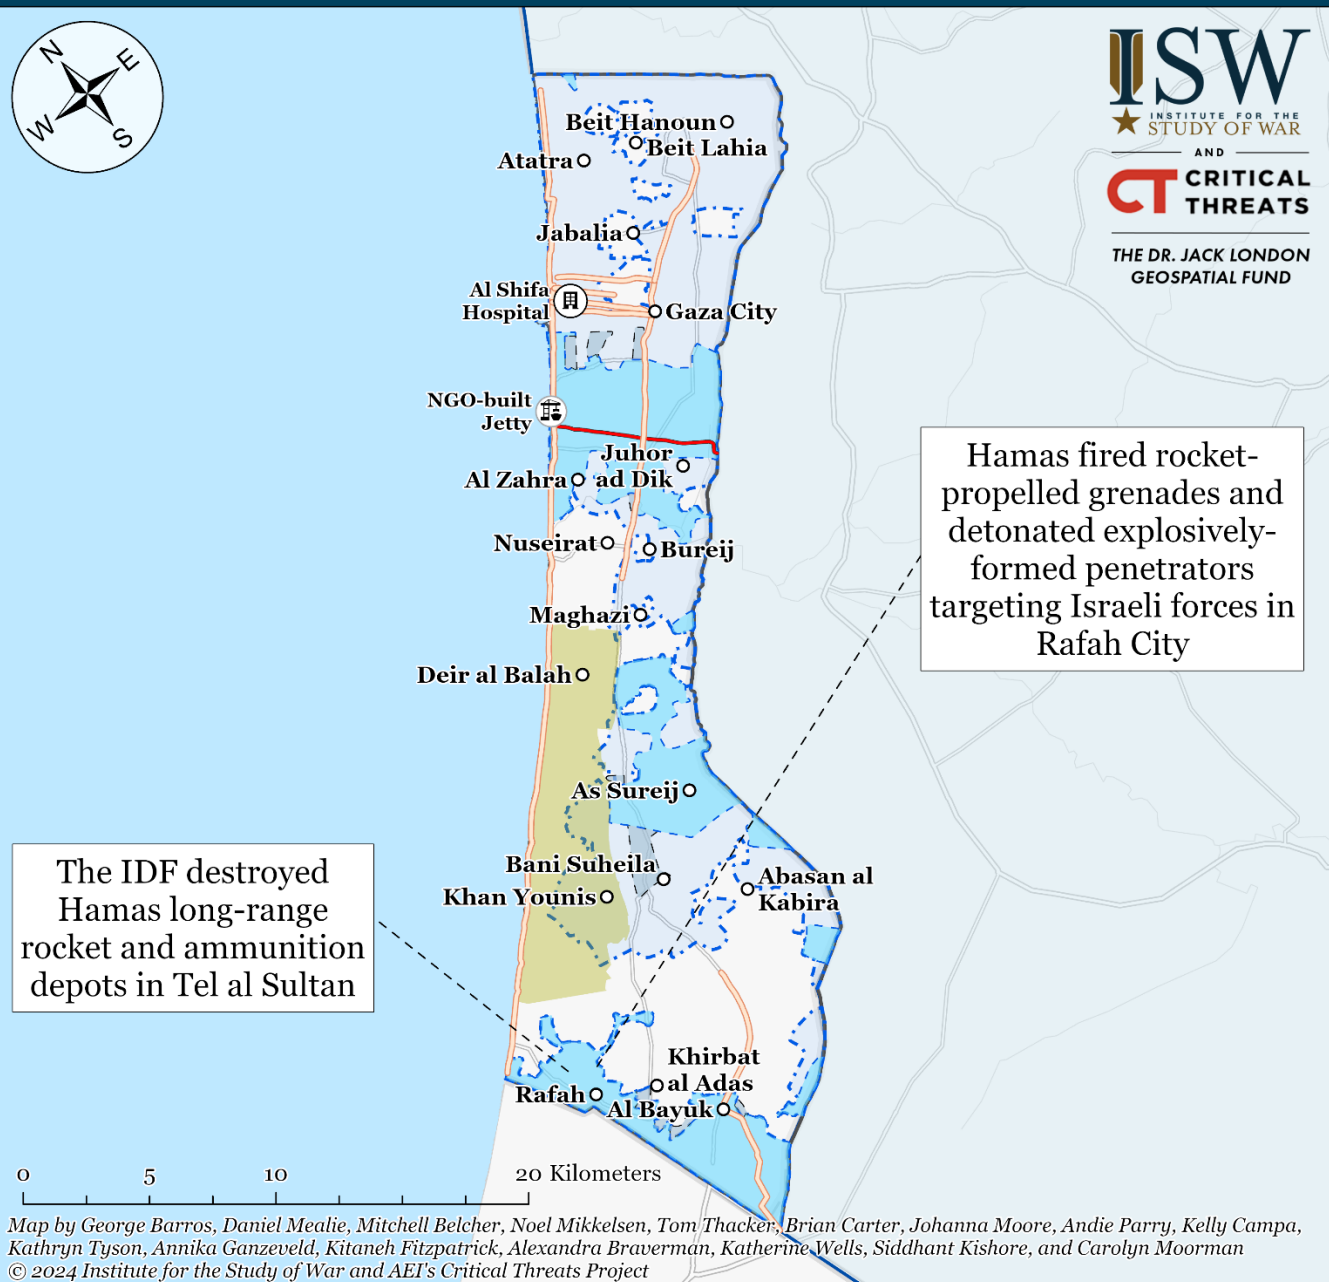 N
E
W
S
ISW
INSTITUTE FOR THE
STUDY OF WAR
AND
CT CRITICAL
THREATS
THE DR. JACK LONDON
GEOSPATIAL FUND
Beit Hanoun
Beit Lahia
Atatra
Jabalia
Al Shifa
Hospital
Gaza City
NGO-built
Jetty
Juhor
ad Dik
Al Zahra
Nuseirat
Bureij
Maghazi
Deir al Balah
As Sureij
Bani Suheila
Khan Younis
Abasan al
Kabira
Khirbat
al Adas
Rafah
Al Bayuk
Hamas fired rocket-
propelled grenades and
detonated explosively-
formed penetrators
targeting Israeli forces in
Rafah City
The IDF destroyed
Hamas long-range
rocket and ammunition
depots in Tel al Sultan
0 5 10 20 Kilometers
Map by George Barros, Daniel Mealie, Mitchell Belcher, Noel Mikkelsen, Tom Thacker, Brian Carter, Johanna Moore, Andie Parry, Kelly Campa,
Kathryn Tyson, Annika Ganzeveld, Kitaneh Fitzpatrick, Alexandra Braverman, Katherine Wells, Siddhant Kishore, and Carolyn Moorman
© 2024 Institute for the Study of War and AEI's Critical Threats Project